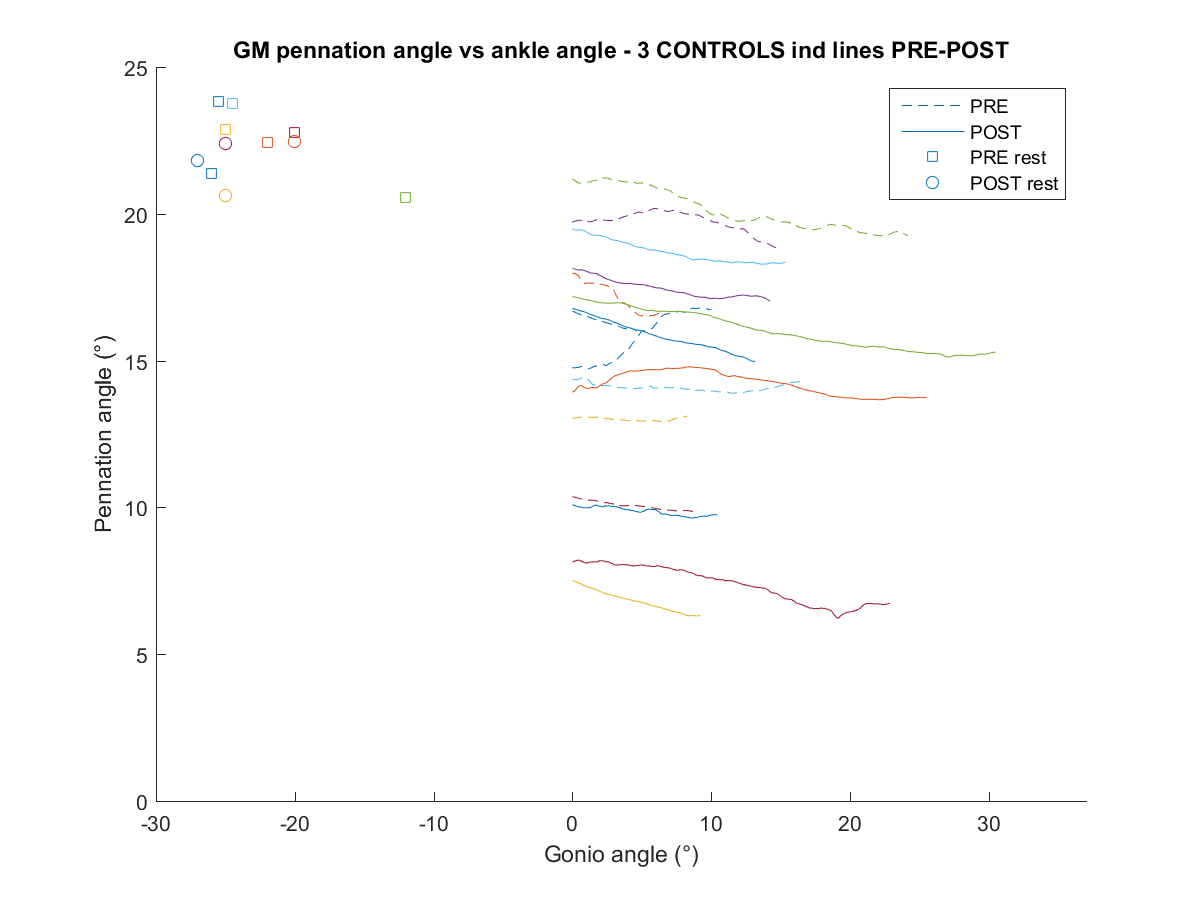 GM pennation angle vs ankle angle - 3 CONTROLS ind lines PRE-POST
25
20
15
10
5
0
Pennation angle (°)
PRE
POST
PRE rest
POST rest
-30 -20 -10 0 10 20 30
Gonio angle (°)